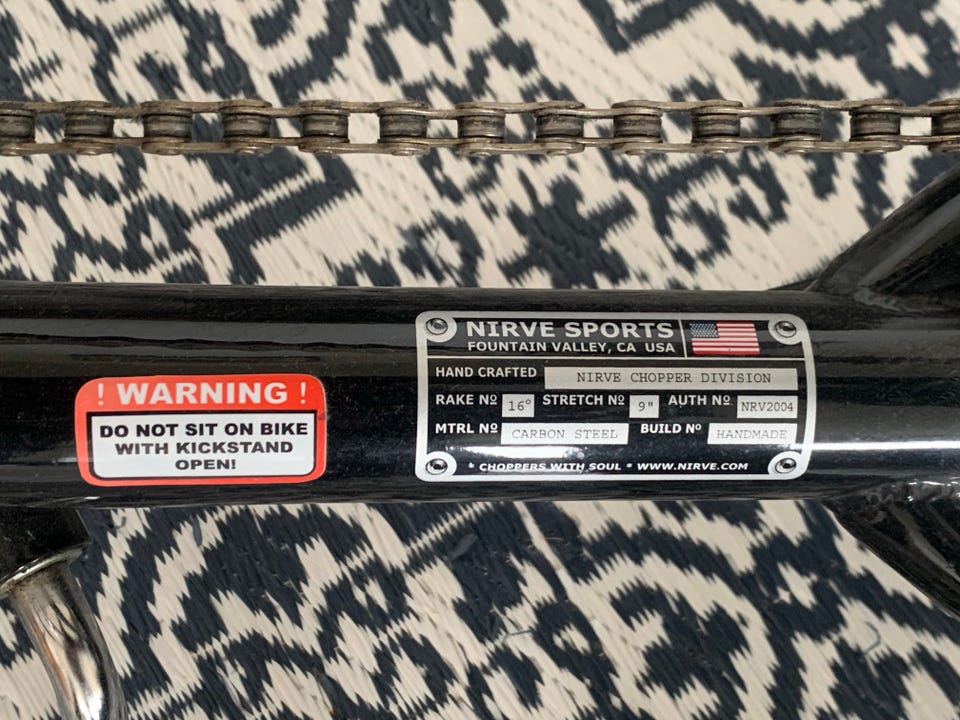 ! WARNING !
DO NOT SIT ON BIKE
WITH KICKSTAND
OPEN!
NIRVE SPORTS
FOUNTAIN VALLEY, CA USA
HAND CRAFTED NIRVE CHOPPER DIVISION
RAKE Nº 16° STRETCH Nº 9" AUTH Nº NRV2004
MTRL Nº CARBON STEEL BUILD Nº HANDMADE
* CHOPPERS WITH SOUL * WWW.NIRVE.COM